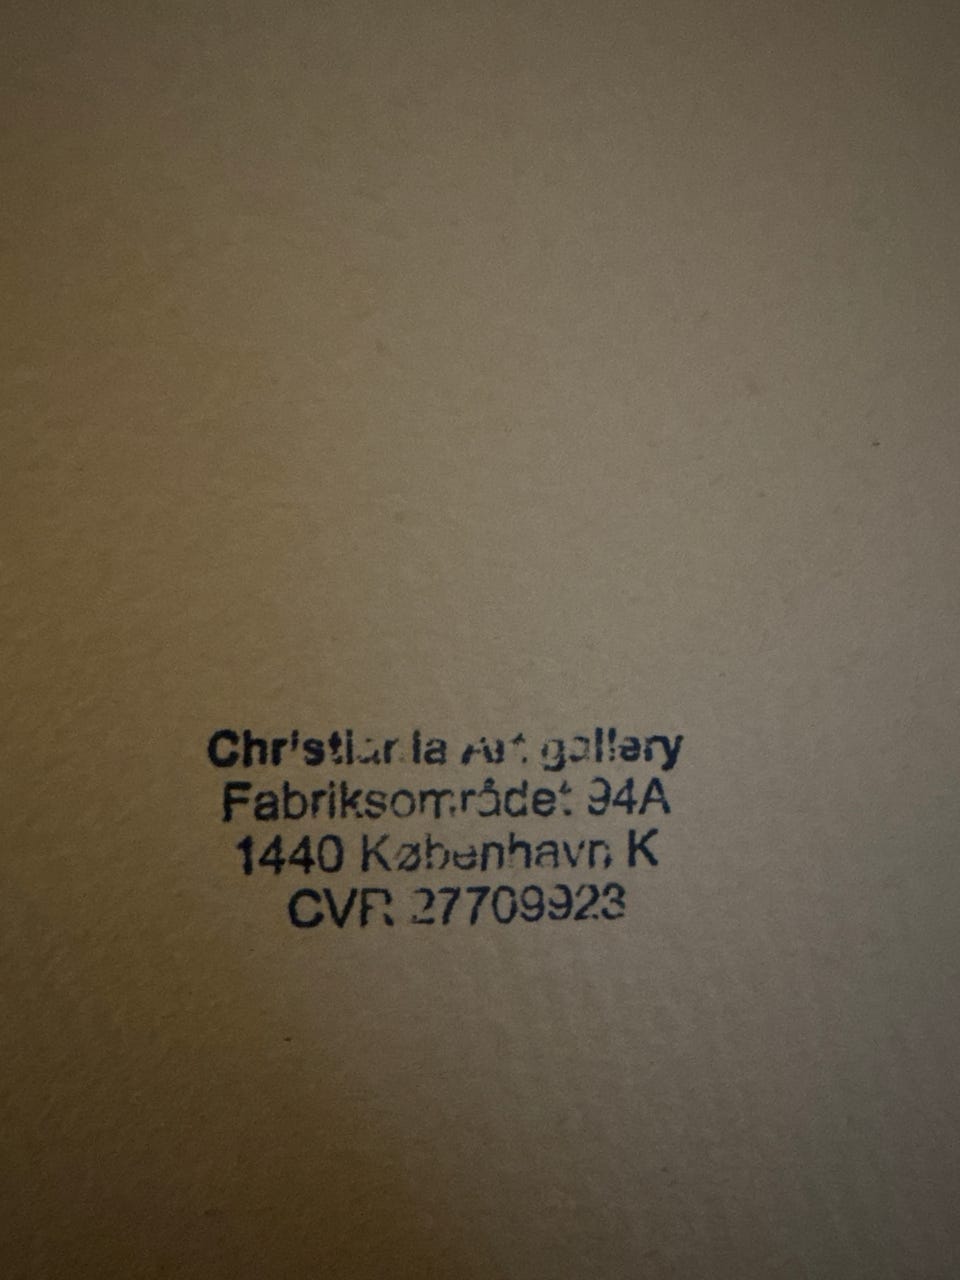 Christiania Art gallery
Fabriksområdet 94A
1440 København K
CVR 27709923